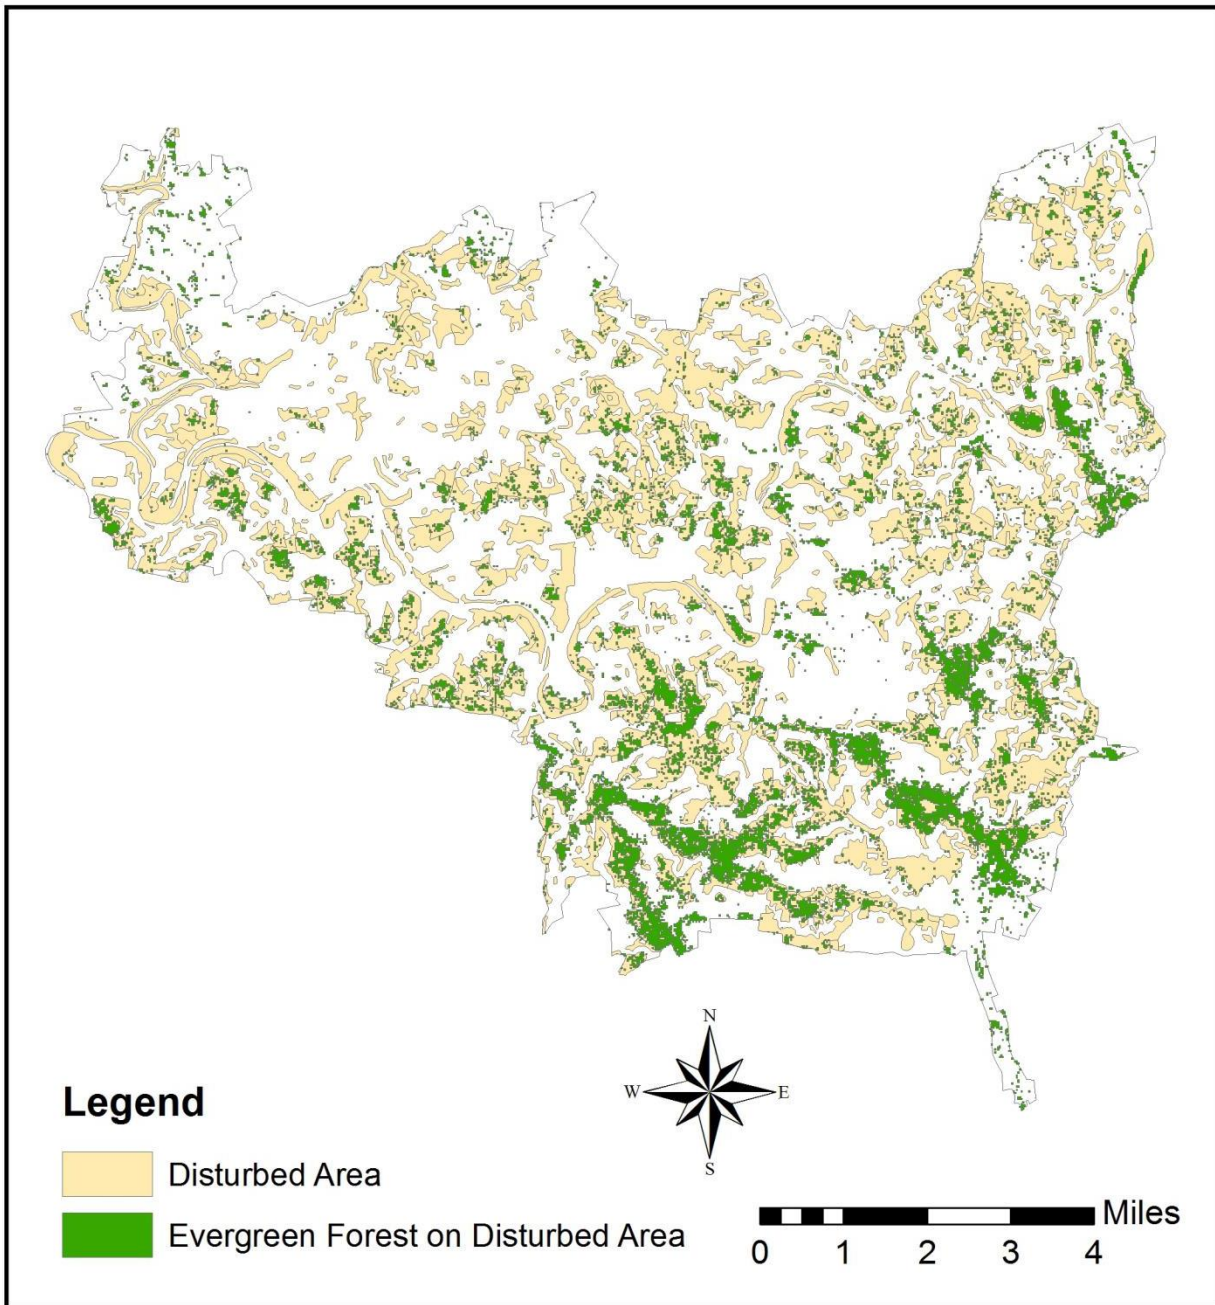 N
W E
S
Legend
Disturbed Area
Evergreen Forest on Disturbed Area
Miles
0 1 2 3 4